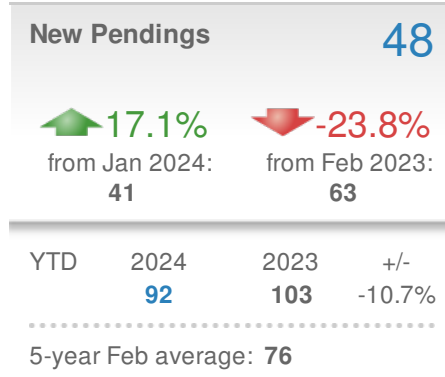 New Pendings 48
17.1% -23.8%
from Jan 2024: from Feb 2023:
41 63
YTD 2024 2023 +/-
92 103 -10.7%
5-year Feb average: 76